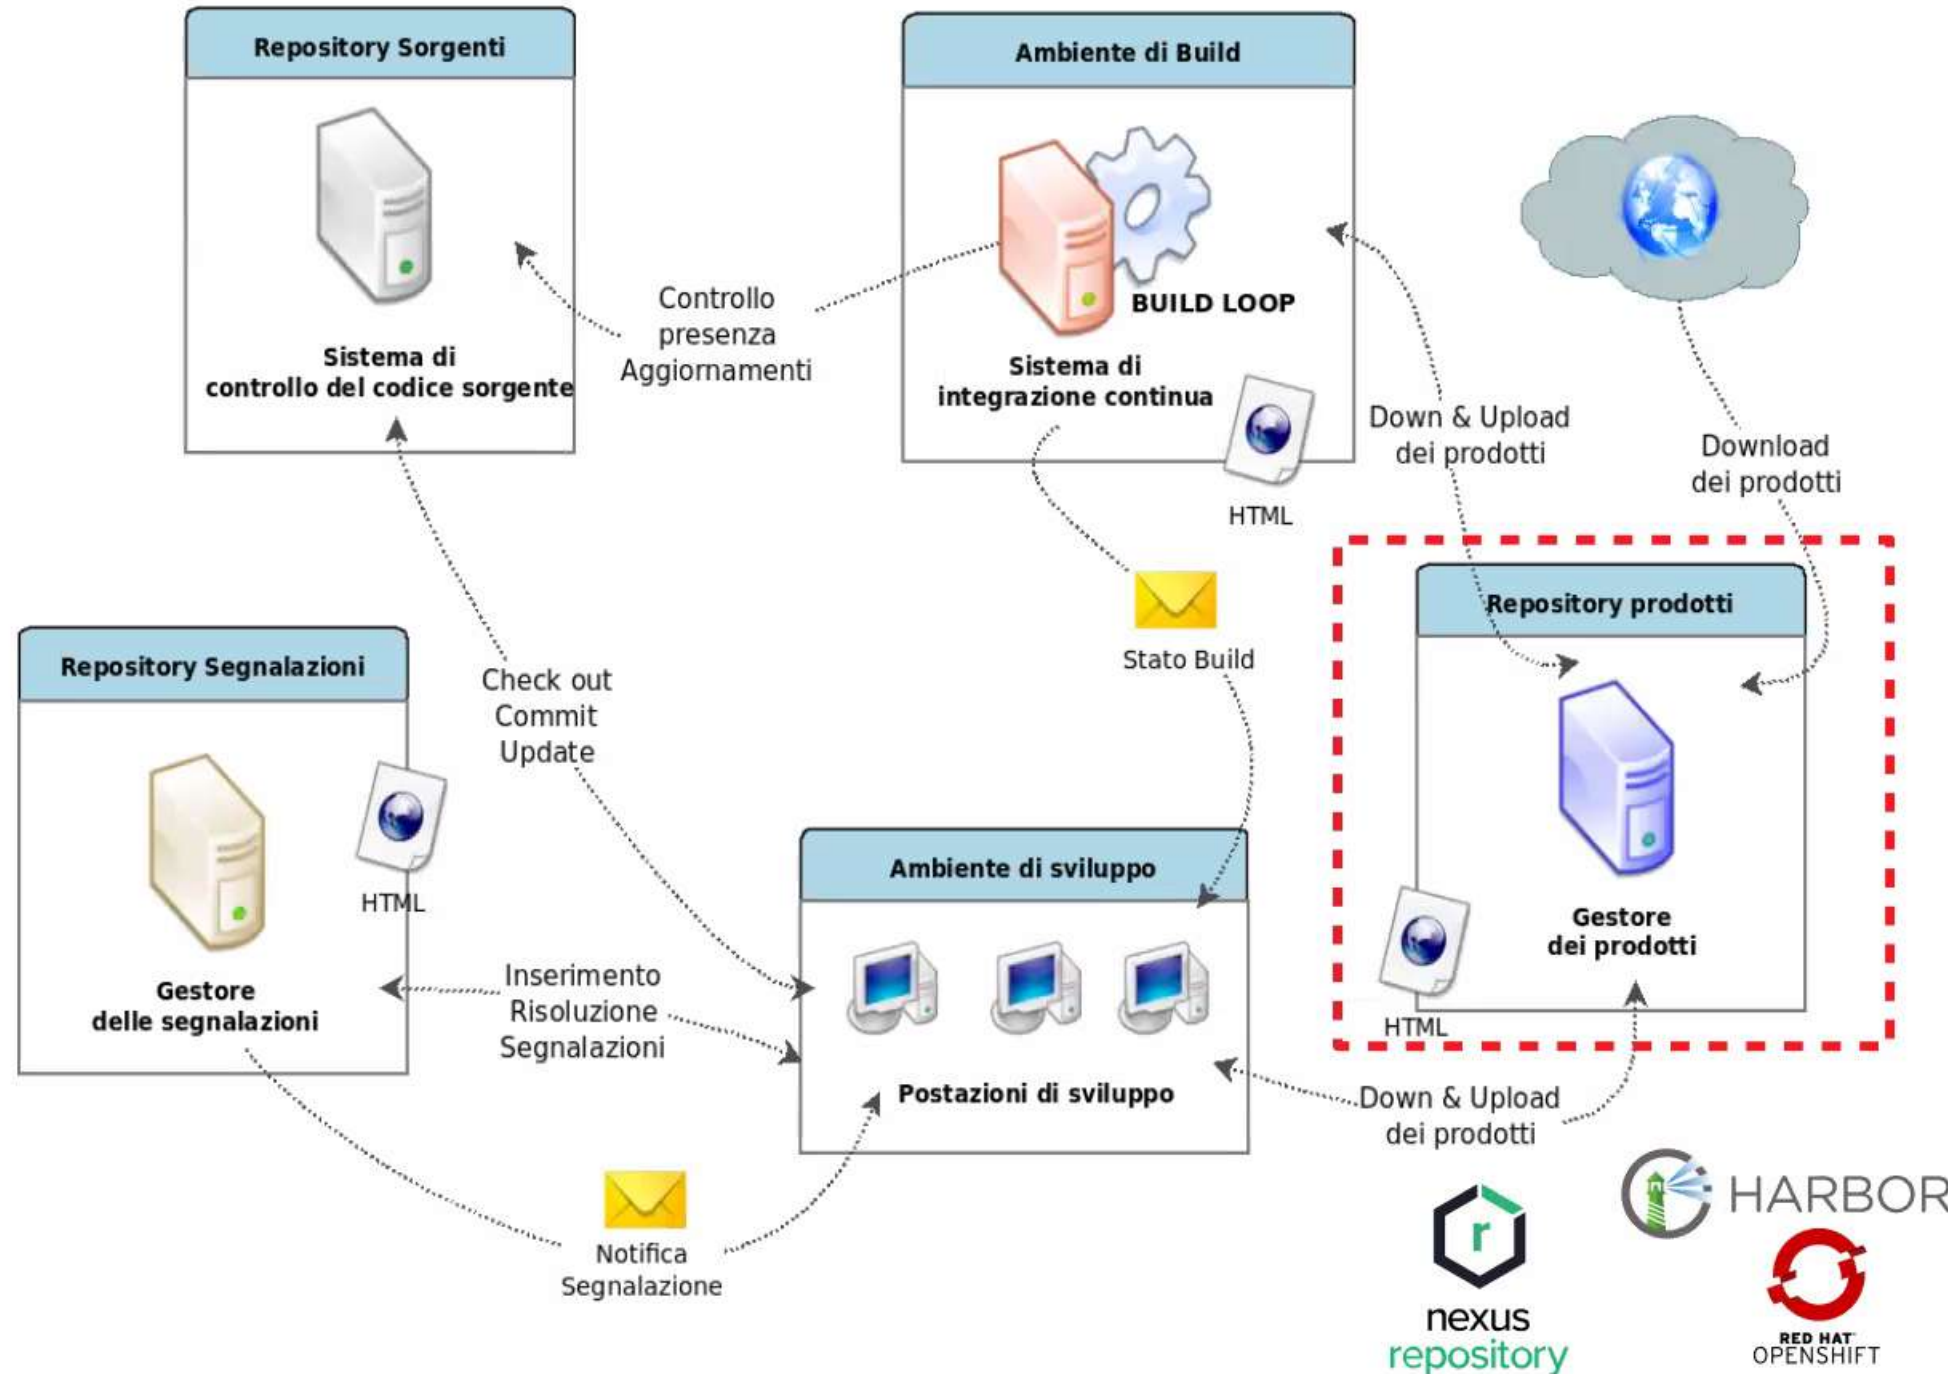 Repository Sorgenti
Sistema di
controllo del codice sorgente
Controllo
presenza
Aggiornamenti
Ambiente di Build
BUILD LOOP
Sistema di
integrazione continua
HTML
Down & Upload
dei prodotti
Download
dei prodotti
Stato Build
Repository prodotti
Gestore
dei prodotti
HTML
Repository Segnalazioni
HTML
Gestore
delle segnalazioni
Check out
Commit
Update
Inserimento
Risoluzione
Segnalazioni
Ambiente di sviluppo
Postazioni di sviluppo
Down & Upload
dei prodotti
Notifica
Segnalazione
r
nexus
repository
HARBOR
RED HAT
OPENSHIFT